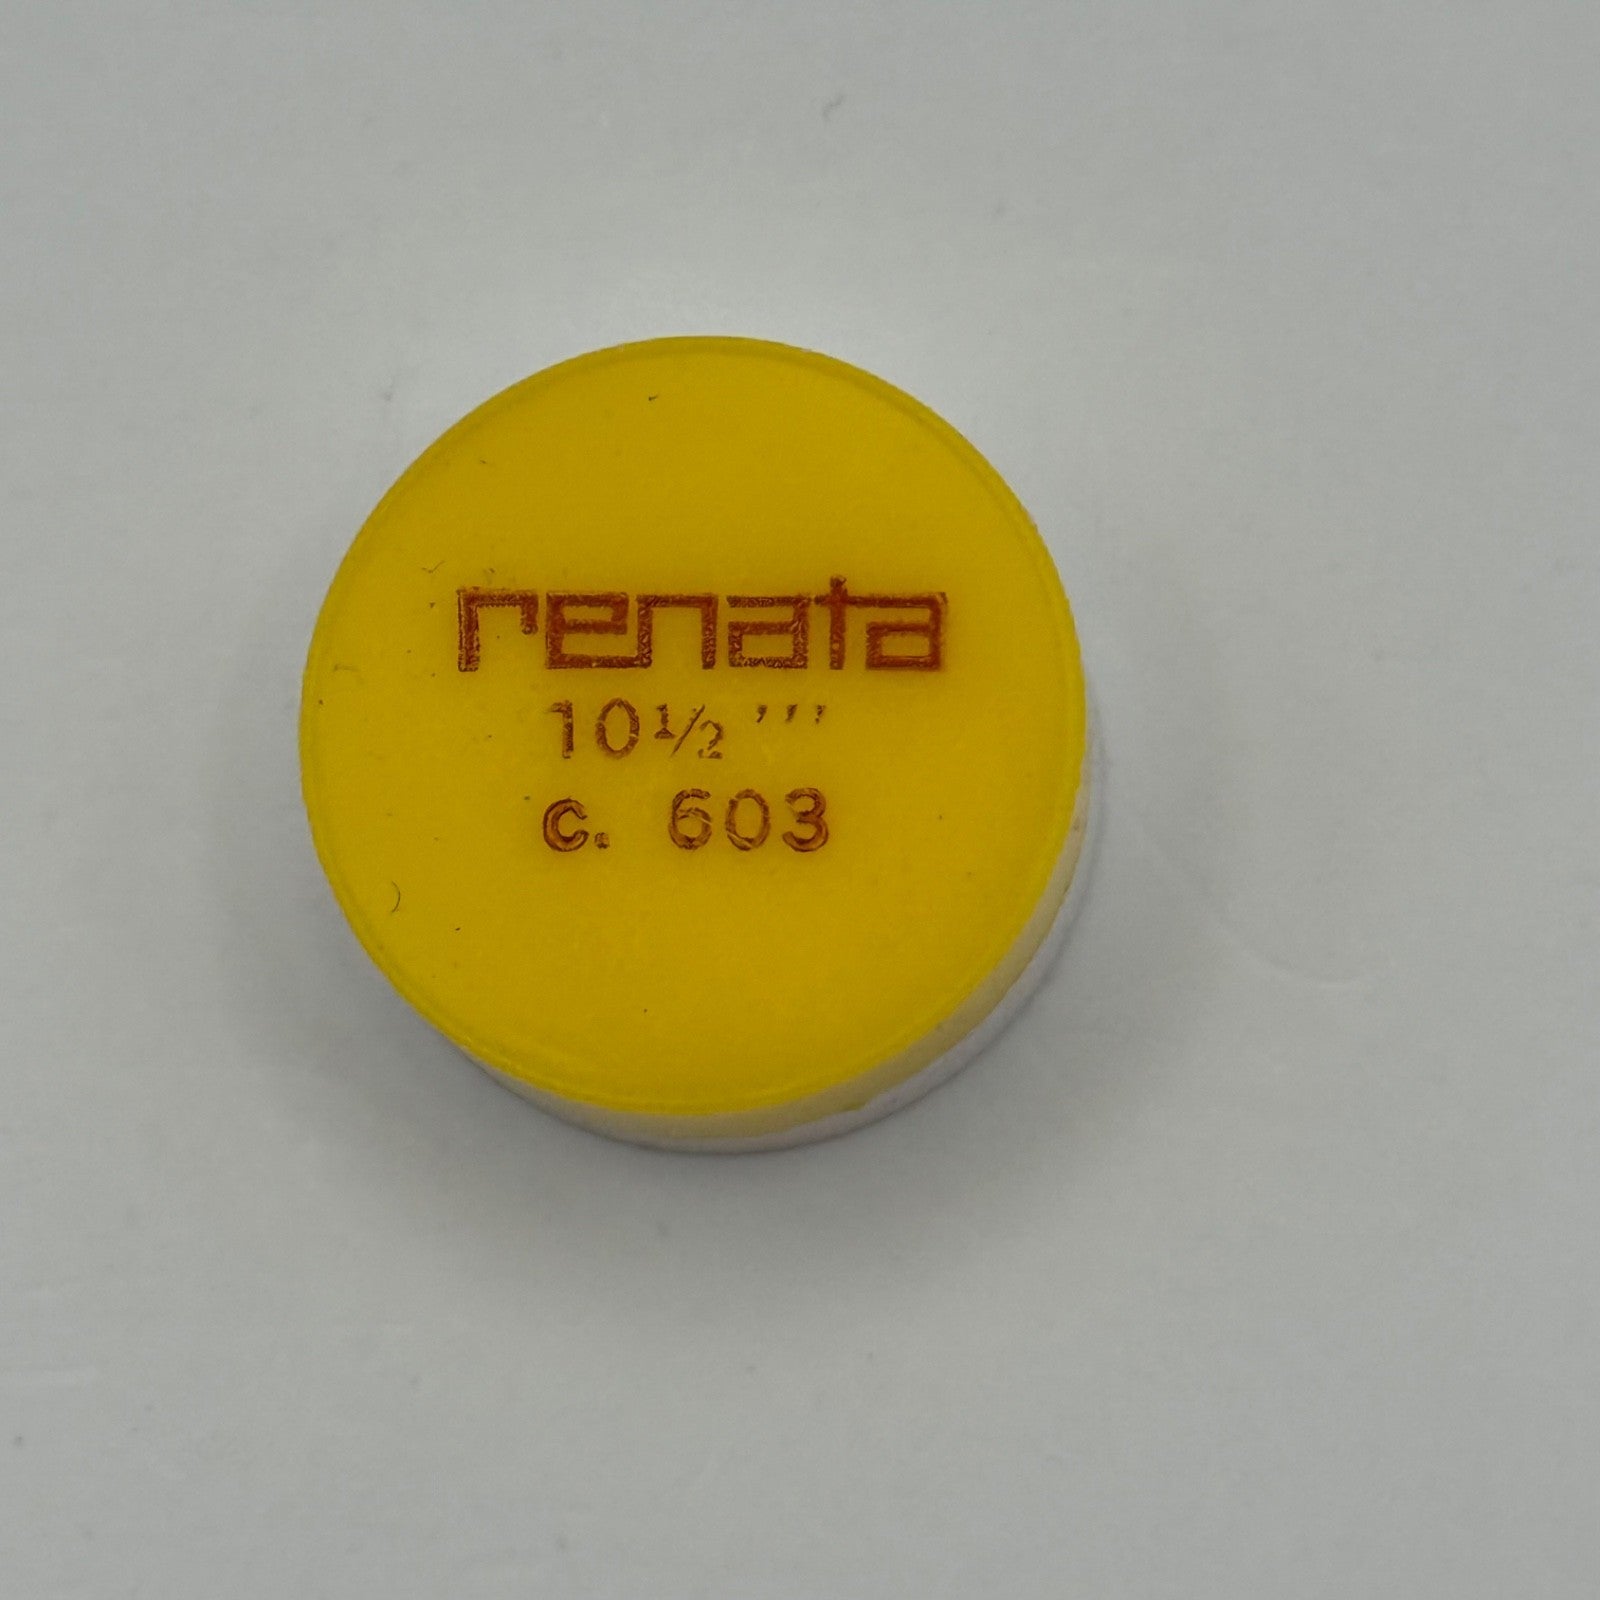 renata
10½ ’’’
c. 603